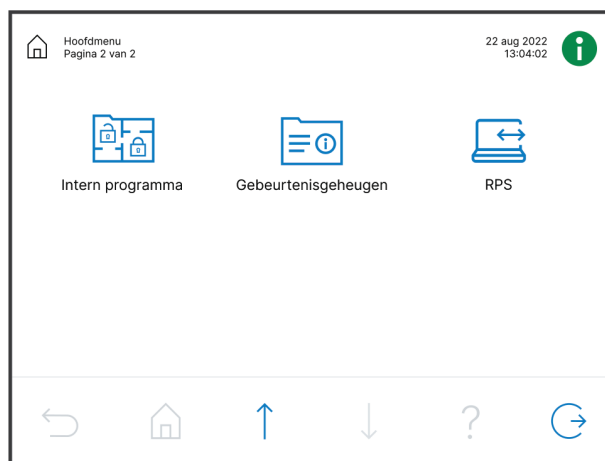 Hoofdmenu
Pagina 2 van 2
22 aug 2022
13:04:02
Intern programma
Gebeurtenisgeheugen
RPS